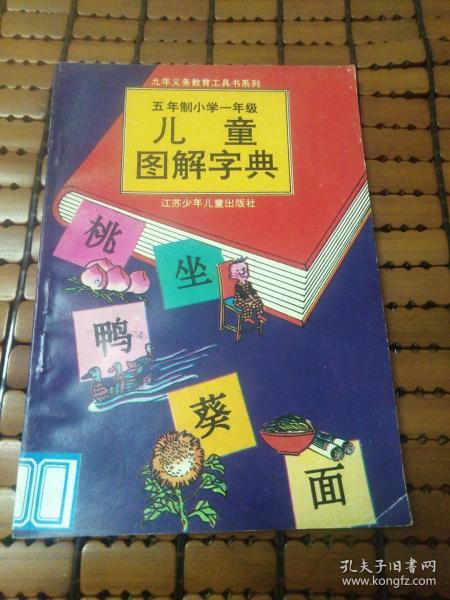 九年义务教育工具书系列
五年制小学一年级
儿童
图解字典
江苏少年儿童出版社
桃
坐
鸭
葵
面
孔夫子旧书网
www.kongfz.com